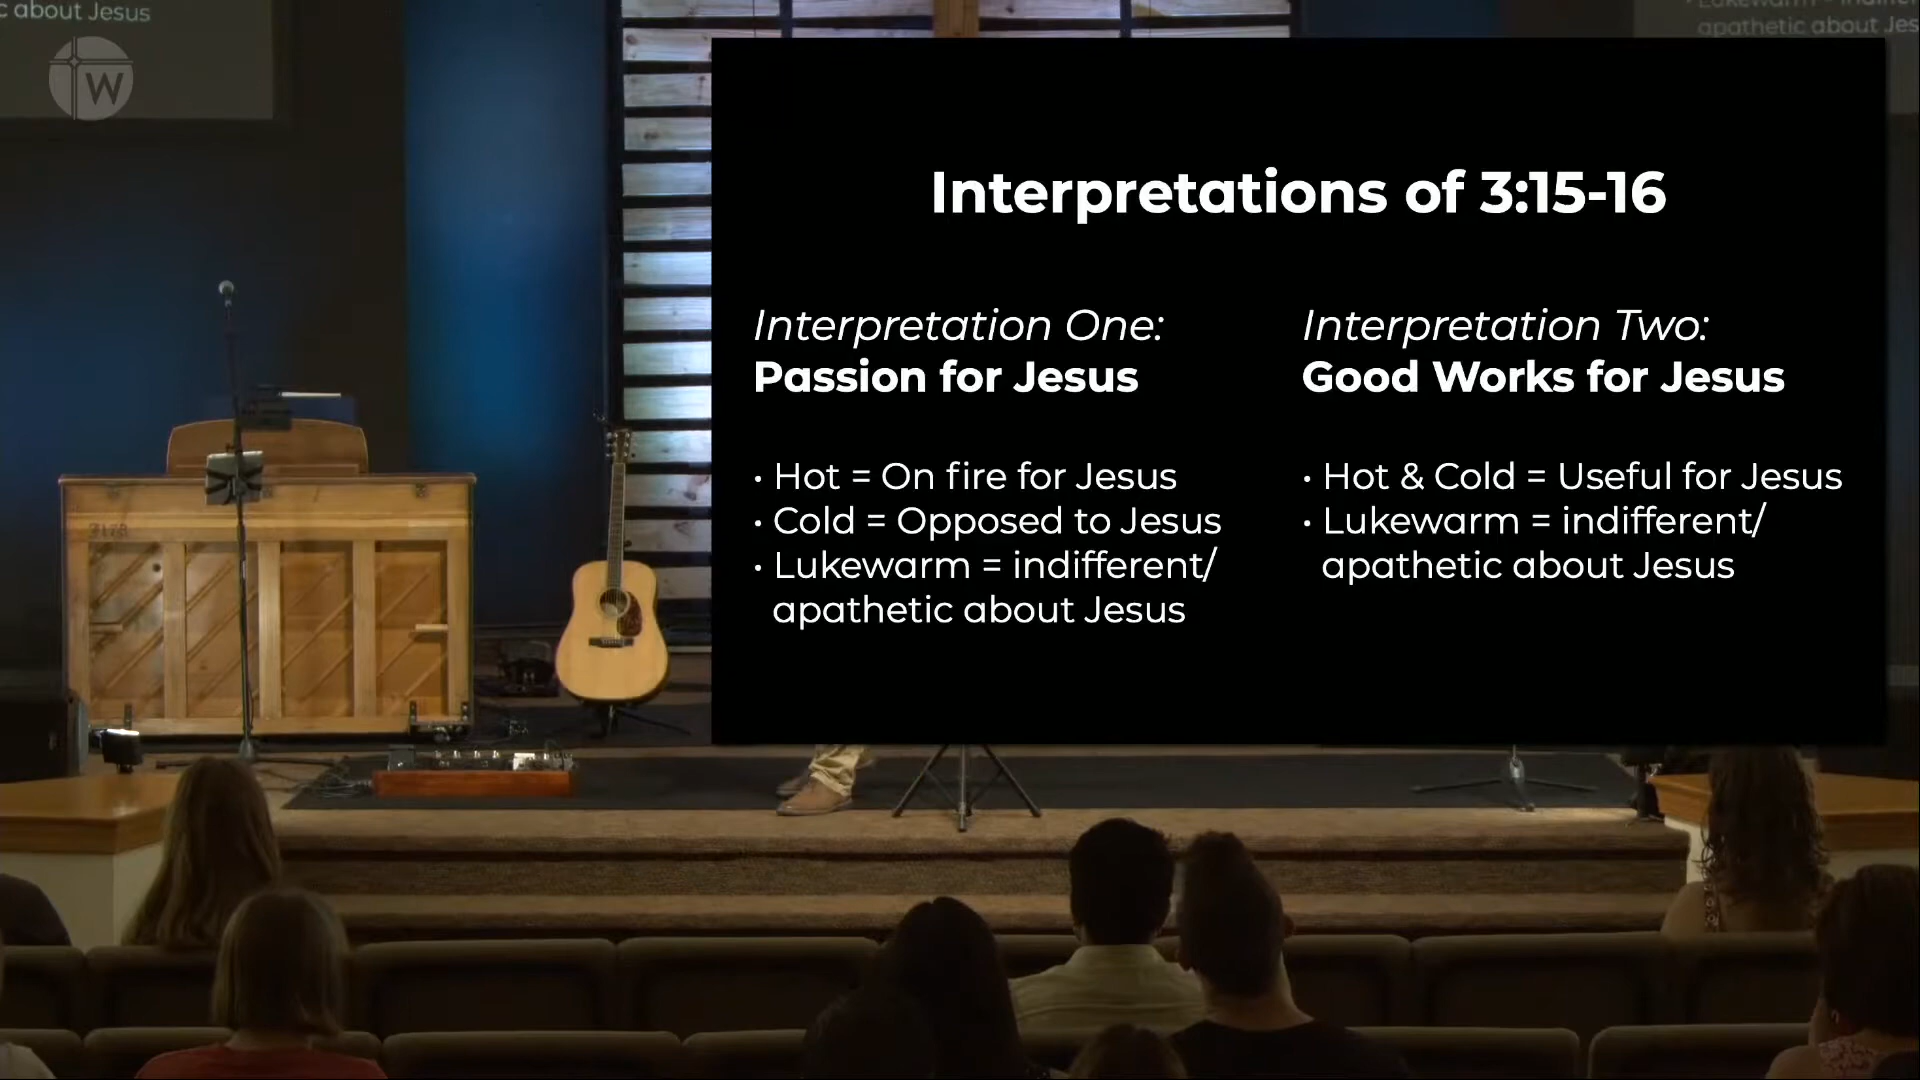 c about Jesus
W
Lukewarm = indiffer
apathetic about Jes
Interpretations of 3:15-16
Interpretation One:
Passion for Jesus
• Hot = On fire for Jesus
• Cold = Opposed to Jesus
• Lukewarm = indifferent/
apathetic about Jesus
Interpretation Two:
Good Works for Jesus
• Hot & Cold = Useful for Jesus
• Lukewarm = indifferent/
apathetic about Jesus